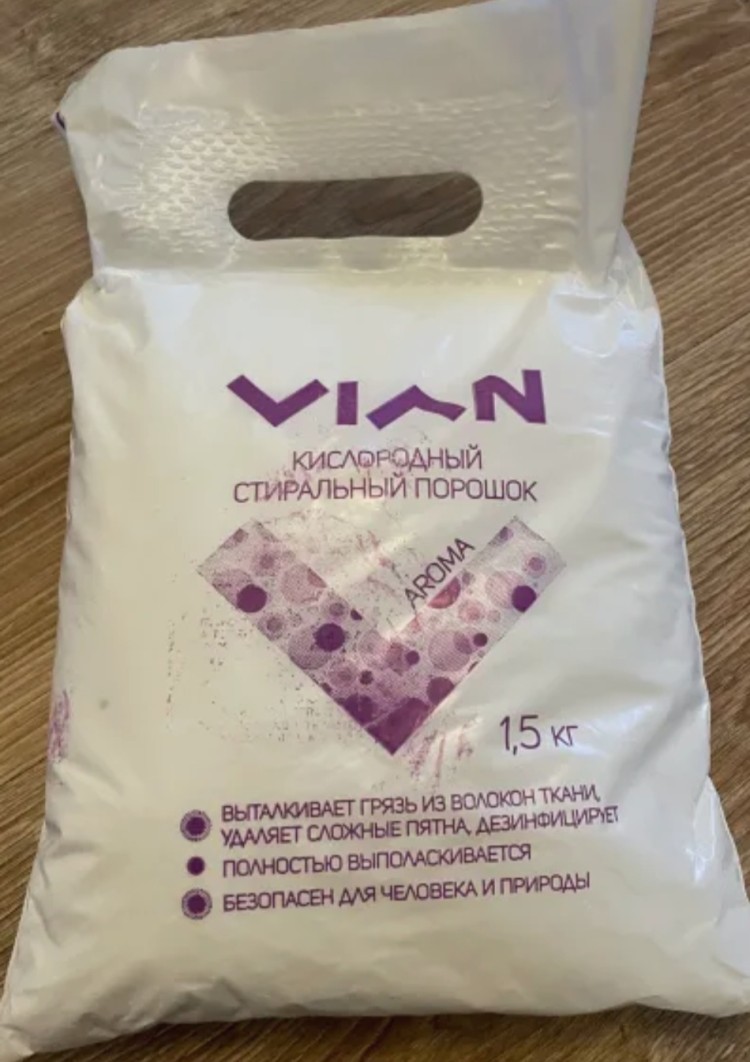 VIAN
КИСЛОРОДНЫЙ
СТИРАЛЬНЫЙ ПОРОШОК
AROMA
1,5 кг
ВЫТАЛКИВАЕТ ГРЯЗЬ ИЗ ВОЛОКОН ТКАНИ,
УДАЛЯЕТ СЛОЖНЫЕ ПЯТНА, ДЕЗИНФИЦИРУЕТ
ПОЛНОСТЬЮ ВЫПОЛАСКИВАЕТСЯ
БЕЗОПАСЕН ДЛЯ ЧЕЛОВЕКА И ПРИРОДЫ